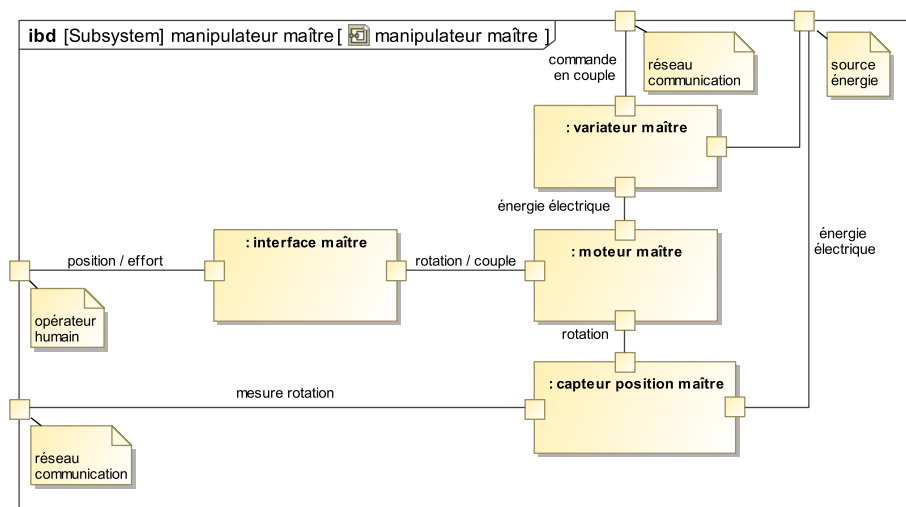 ibd [Subsystem] manipulateur maître [ manipulateur maître ]
commande
en couple
réseau
communication
source
énergie
: variateur maître
énergie électrique
énergie
électrique
: interface maître
: moteur maître
position / effort
rotation / couple
opérateur
humain
rotation
: capteur position maître
mesure rotation
réseau
communication